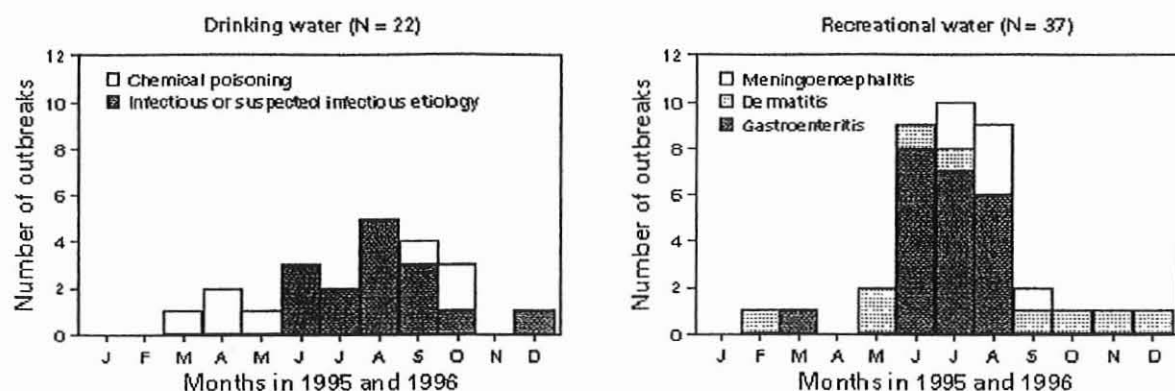 Drinking water (N = 22)
12
10
8
6
4
2
0
Number of outbreaks
Chemical poisoning
Infectious or suspected infectious etiology
J F M A M J J A S O N D
Months in 1995 and 1996
Recreational water (N = 37)
12
10
8
6
4
2
0
Number of outbreaks
Meningoencephalitis
Dermatitis
Gastroenteritis
J F M A M J J A S O N D
Months in 1995 and 1996